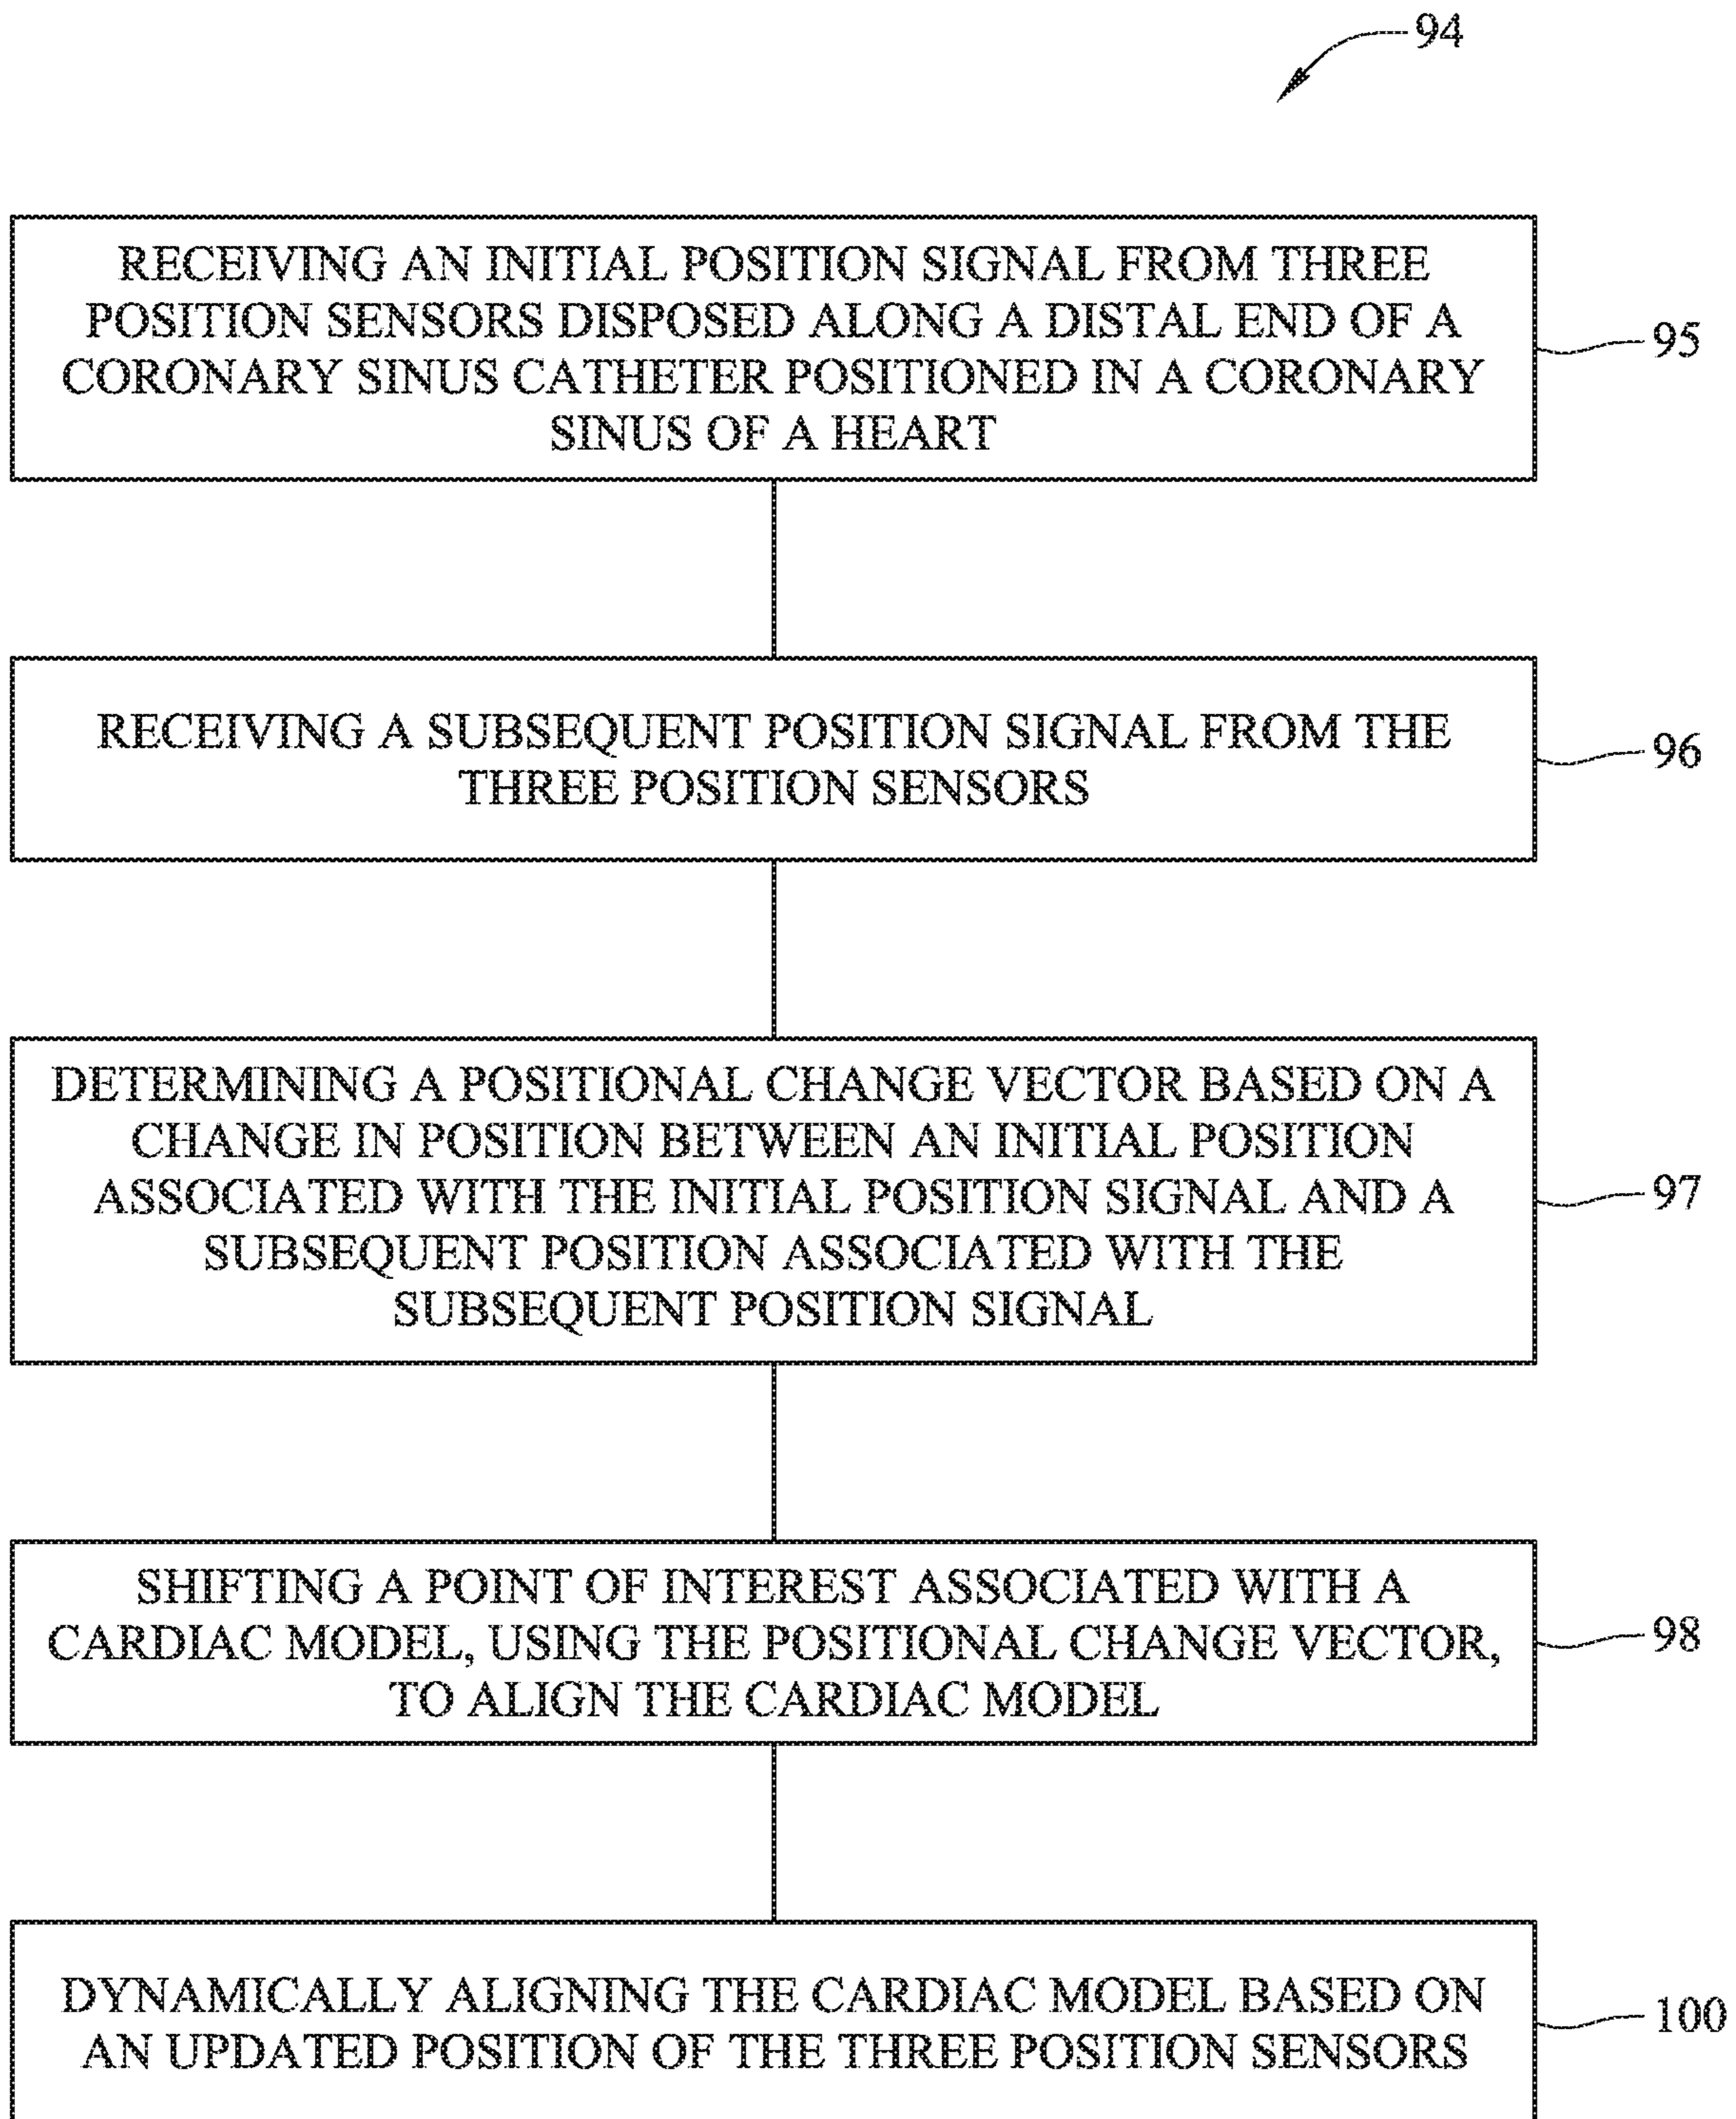 94
RECEIVING AN INITIAL POSITION SIGNAL FROM THREE
POSITION SENSORS DISPOSED ALONG A DISTAL END OF A
CORONARY SINUS CATHETER POSITIONED IN A CORONARY
SINUS OF A HEART
95
RECEIVING A SUBSEQUENT POSITION SIGNAL FROM THE
THREE POSITION SENSORS
96
DETERMINING A POSITIONAL CHANGE VECTOR BASED ON A
CHANGE IN POSITION BETWEEN AN INITIAL POSITION
ASSOCIATED WITH THE INITIAL POSITION SIGNAL AND A
SUBSEQUENT POSITION ASSOCIATED WITH THE
SUBSEQUENT POSITION SIGNAL
97
SHIFTING A POINT OF INTEREST ASSOCIATED WITH A
CARDIAC MODEL, USING THE POSITIONAL CHANGE VECTOR,
TO ALIGN THE CARDIAC MODEL
98
DYNAMICALLY ALIGNING THE CARDIAC MODEL BASED ON
AN UPDATED POSITION OF THE THREE POSITION SENSORS
100